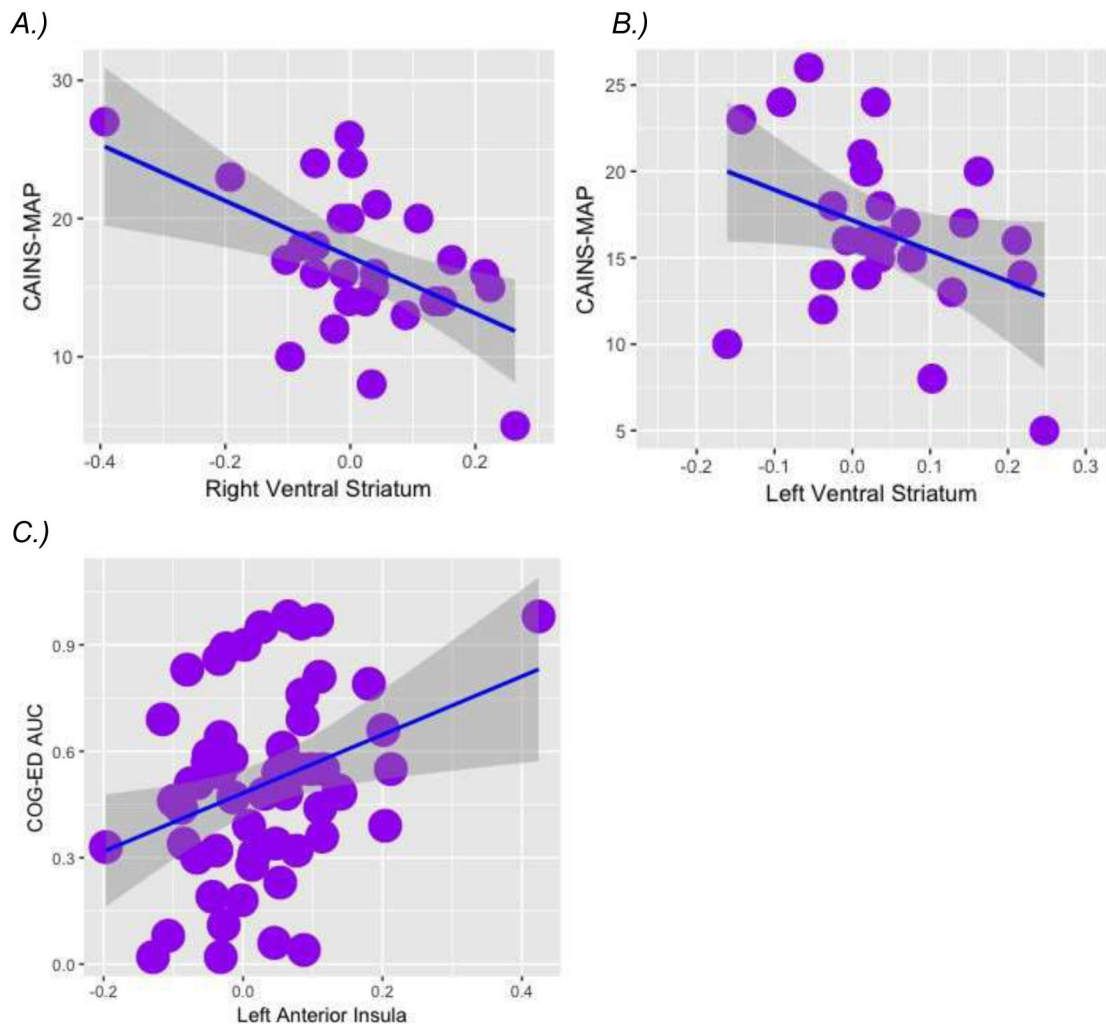 A.)
B.)
30
20
10
CAINS-MAP
-0.4 -0.2 0.0 0.2
Right Ventral Striatum
25
20
15
10
5
CAINS-MAP
-0.2 -0.1 0.0 0.1 0.2 0.3
Left Ventral Striatum
C.)
0.9
0.6
0.3
0.0
COG-ED AUC
-0.2 0.0 0.2 0.4
Left Anterior Insula